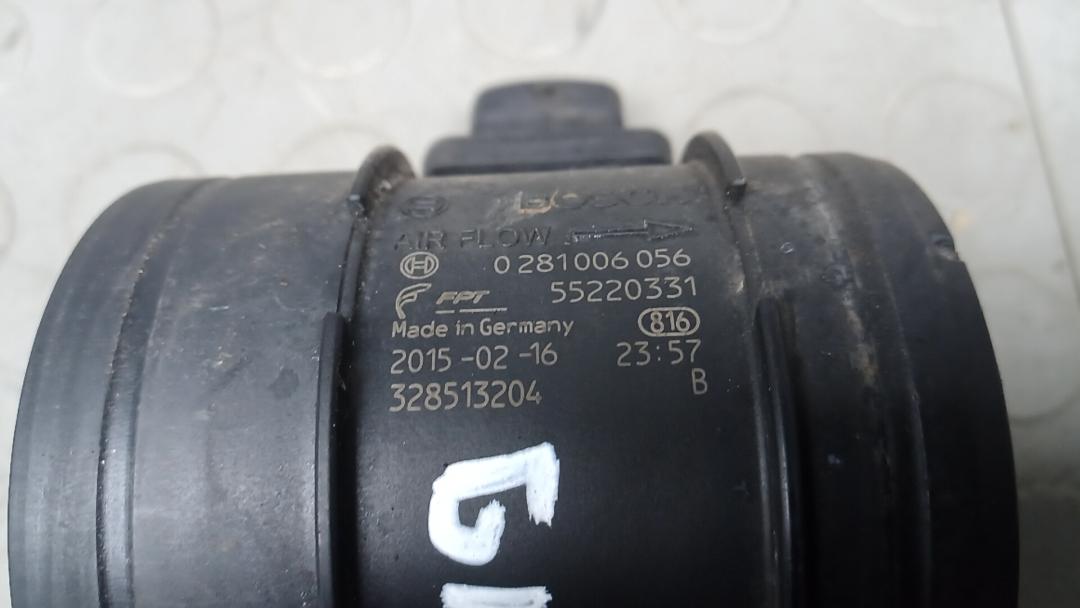 BOSCH
AIR FLOW
0 281 006 056
FPT 55220331
Made in Germany 816
2015-02-16 23:57
328513204 B